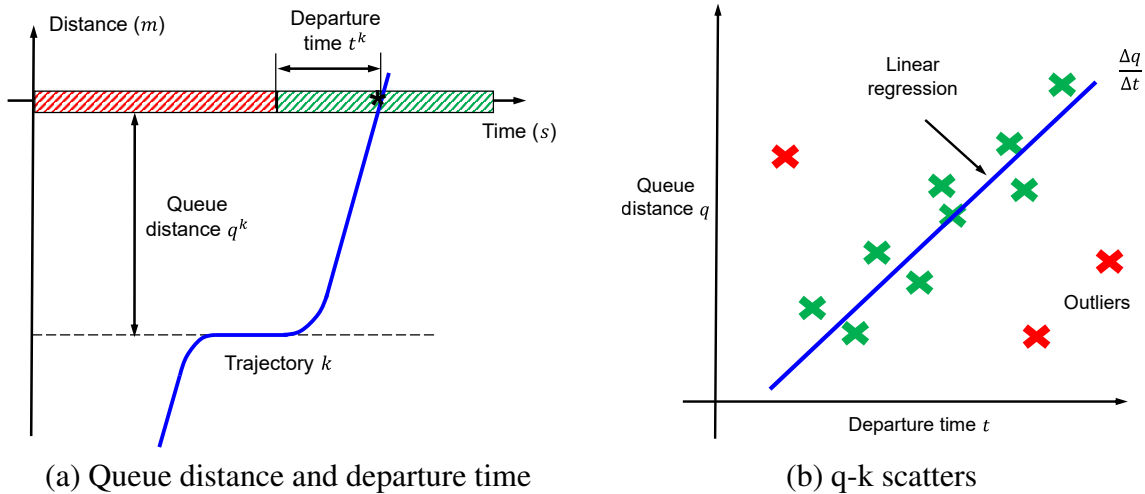 Distance (m)
Departure
time t^k
Time (s)
Queue
distance q^k
Trajectory k
(a) Queue distance and departure time
Linear
regression
Δq
Δt
Queue
distance q
Outliers
Departure time t
(b) q-k scatters